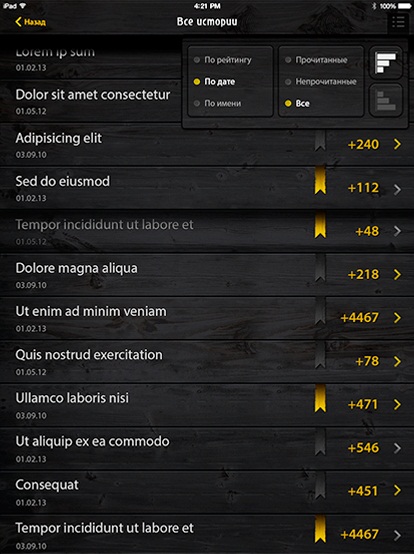 iPad
4:21 PM
100%
Назад
Все истории
Lorem ip sum
01.02.13
По рейтингу
По дате
По имени
Прочитанные
Непрочитанные
Все
Dolor sit amet consectetur
01.05.12
Adipisicing elit
03.09.10
+240
Sed do eiusmod
01.02.13
+112
Tempor incididunt ut labore et
01.05.12
+48
Dolore magna aliqua
03.09.10
+218
Ut enim ad minim veniam
01.02.13
+4467
Quis nostrud exercitation
01.05.12
+78
Ullamco laboris nisi
03.09.10
+471
Ut aliquip ex ea commodo
01.02.13
+546
Consequat
01.02.13
+451
Tempor incididunt ut labore et
03.09.10
+4467